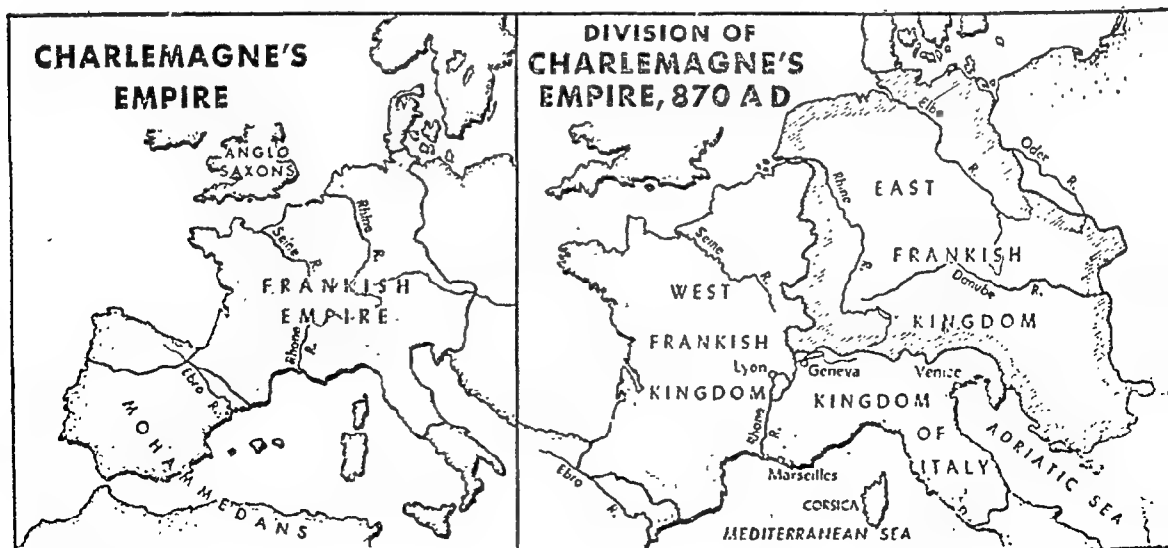 CHARLEMAGNE'S
EMPIRE
ANGLO
SAXONS
Rhine
R.
Seine
R.
FRANKISH
EMPIRE
Rhone
R.
Ebro R.
MOHAMMEDANS
DIVISION OF
CHARLEMAGNE'S
EMPIRE, 870 A D
Elbe
R.
Oder
R.
Rhine
R.
EAST
FRANKISH
KINGDOM
Danube R.
Seine
R.
WEST
FRANKISH
KINGDOM
Lyon
Geneva
Venice
KINGDOM
OF
ITALY
Rhone
R.
ADRIATIC SEA
Marseilles
Ebro
R.
CORSICA
MEDITERRANEAN SEA